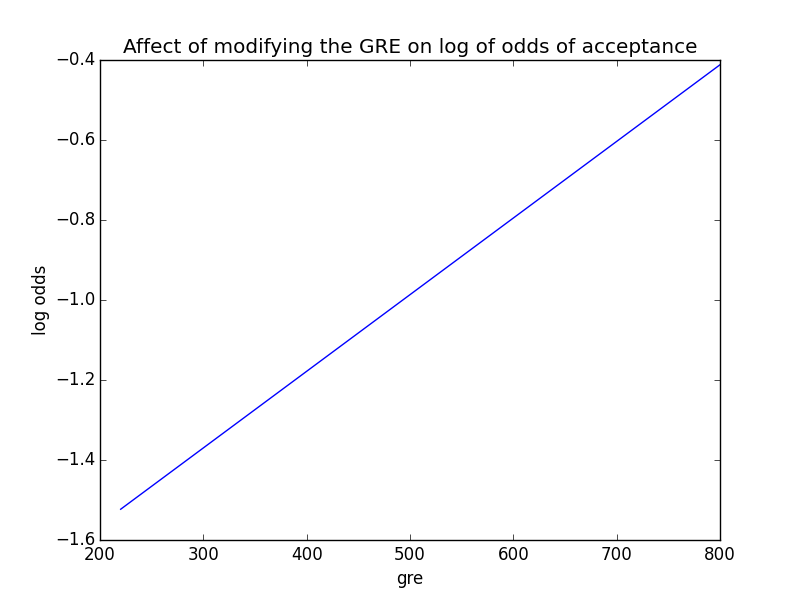 Affect of modifying the GRE on log of odds of acceptance
−0.4
−0.6
−0.8
−1.0
−1.2
−1.4
−1.6
log odds
200 300 400 500 600 700 800
gre